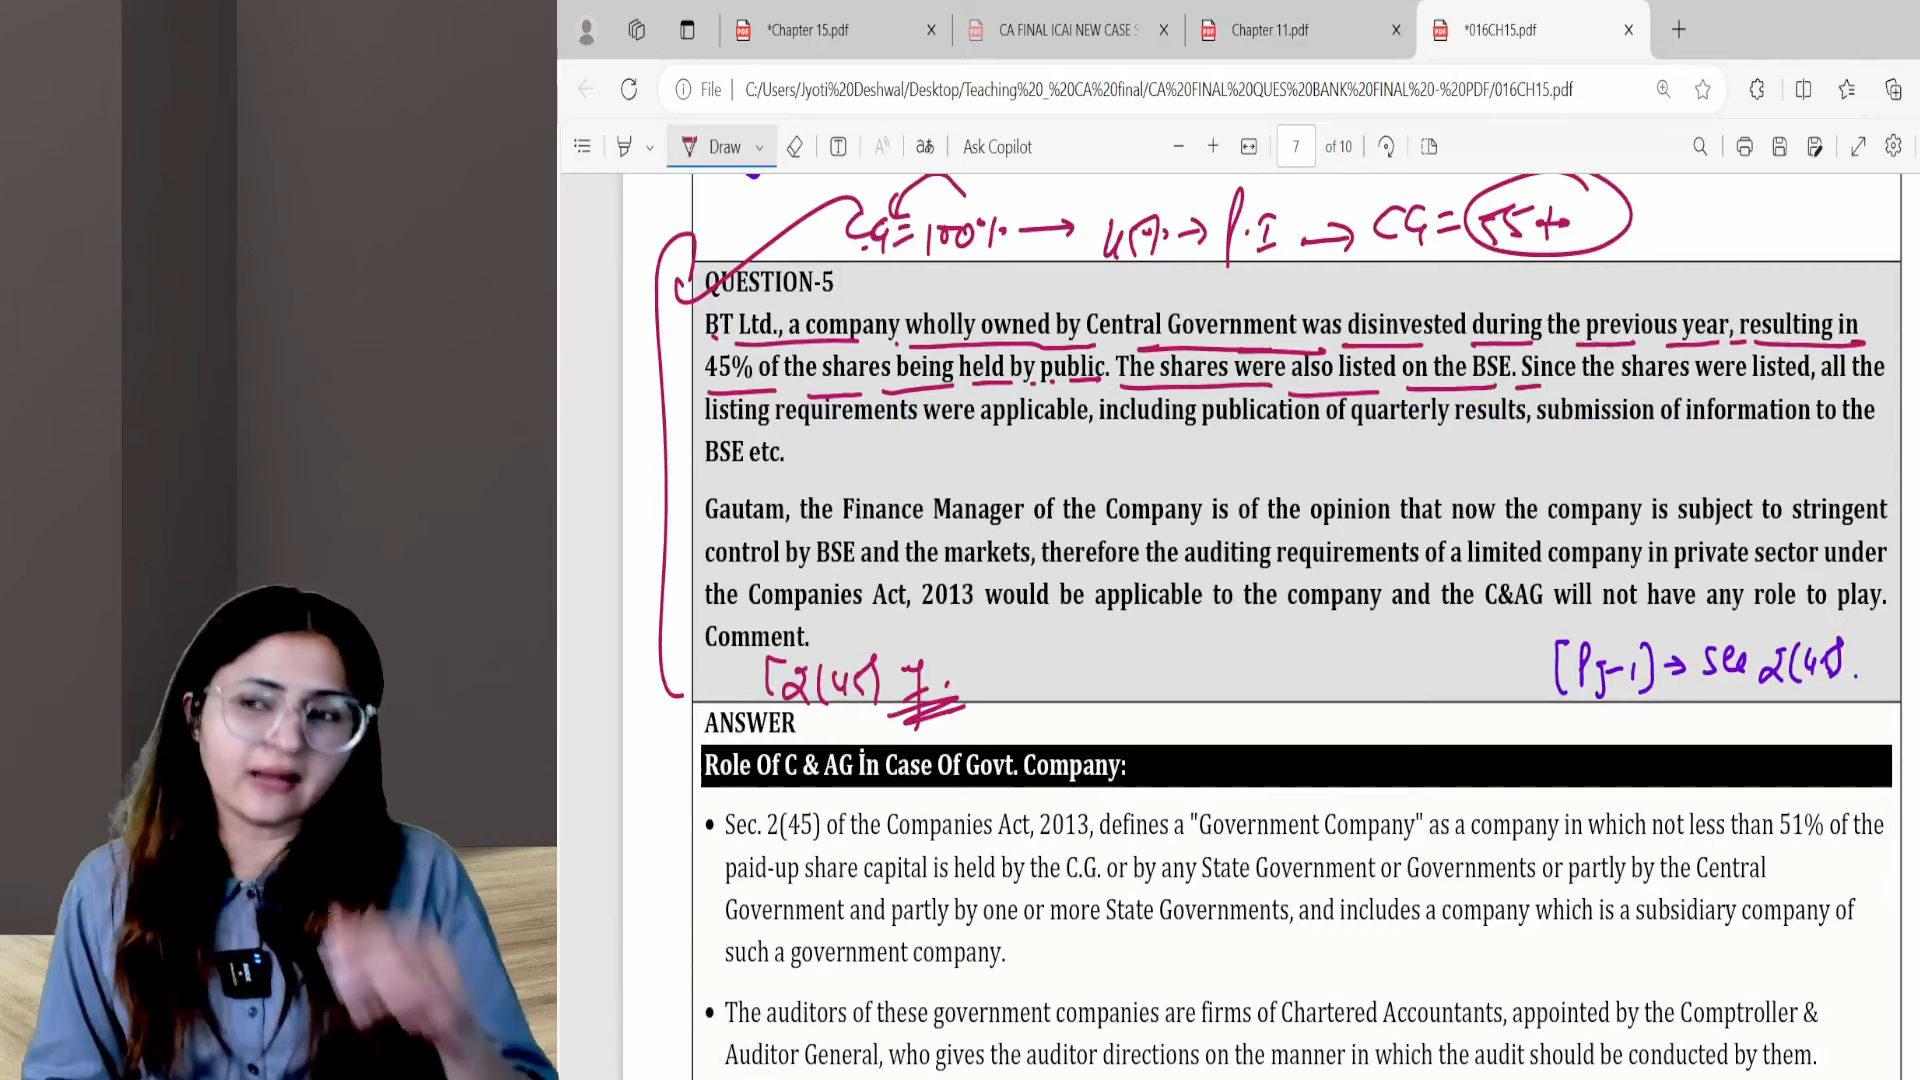 *Chapter 15.pdf
CA FINAL ICAI NEW CASE S
Chapter 11.pdf
*016CH15.pdf
File
C:/Users/Jyoti%20Deshwal/Desktop/Teaching%20_%20CA%20final/CA%20FINAL%20QUES%20BANK%20FINAL%20-%20PDF/016CH15.pdf
Draw
aあ
Ask Copilot
7 of 10
CG = 100% → 45% → P.I → CG = 55%
QUESTION-5
BT Ltd., a company wholly owned by Central Government was disinvested during the previous year, resulting in
45% of the shares being held by public. The shares were also listed on the BSE. Since the shares were listed, all the
listing requirements were applicable, including publication of quarterly results, submission of information to the
BSE etc.
Gautam, the Finance Manager of the Company is of the opinion that now the company is subject to stringent
control by BSE and the markets, therefore the auditing requirements of a limited company in private sector under
the Companies Act, 2013 would be applicable to the company and the C&AG will not have any role to play.
Comment.
[2(45)
[Pg-1] → Sec 2(45).
ANSWER
Role Of C & AG İn Case Of Govt. Company:
• Sec. 2(45) of the Companies Act, 2013, defines a "Government Company" as a company in which not less than 51% of the
paid-up share capital is held by the C.G. or by any State Government or Governments or partly by the Central
Government and partly by one or more State Governments, and includes a company which is a subsidiary company of
such a government company.
• The auditors of these government companies are firms of Chartered Accountants, appointed by the Comptroller &
Auditor General, who gives the auditor directions on the manner in which the audit should be conducted by them.